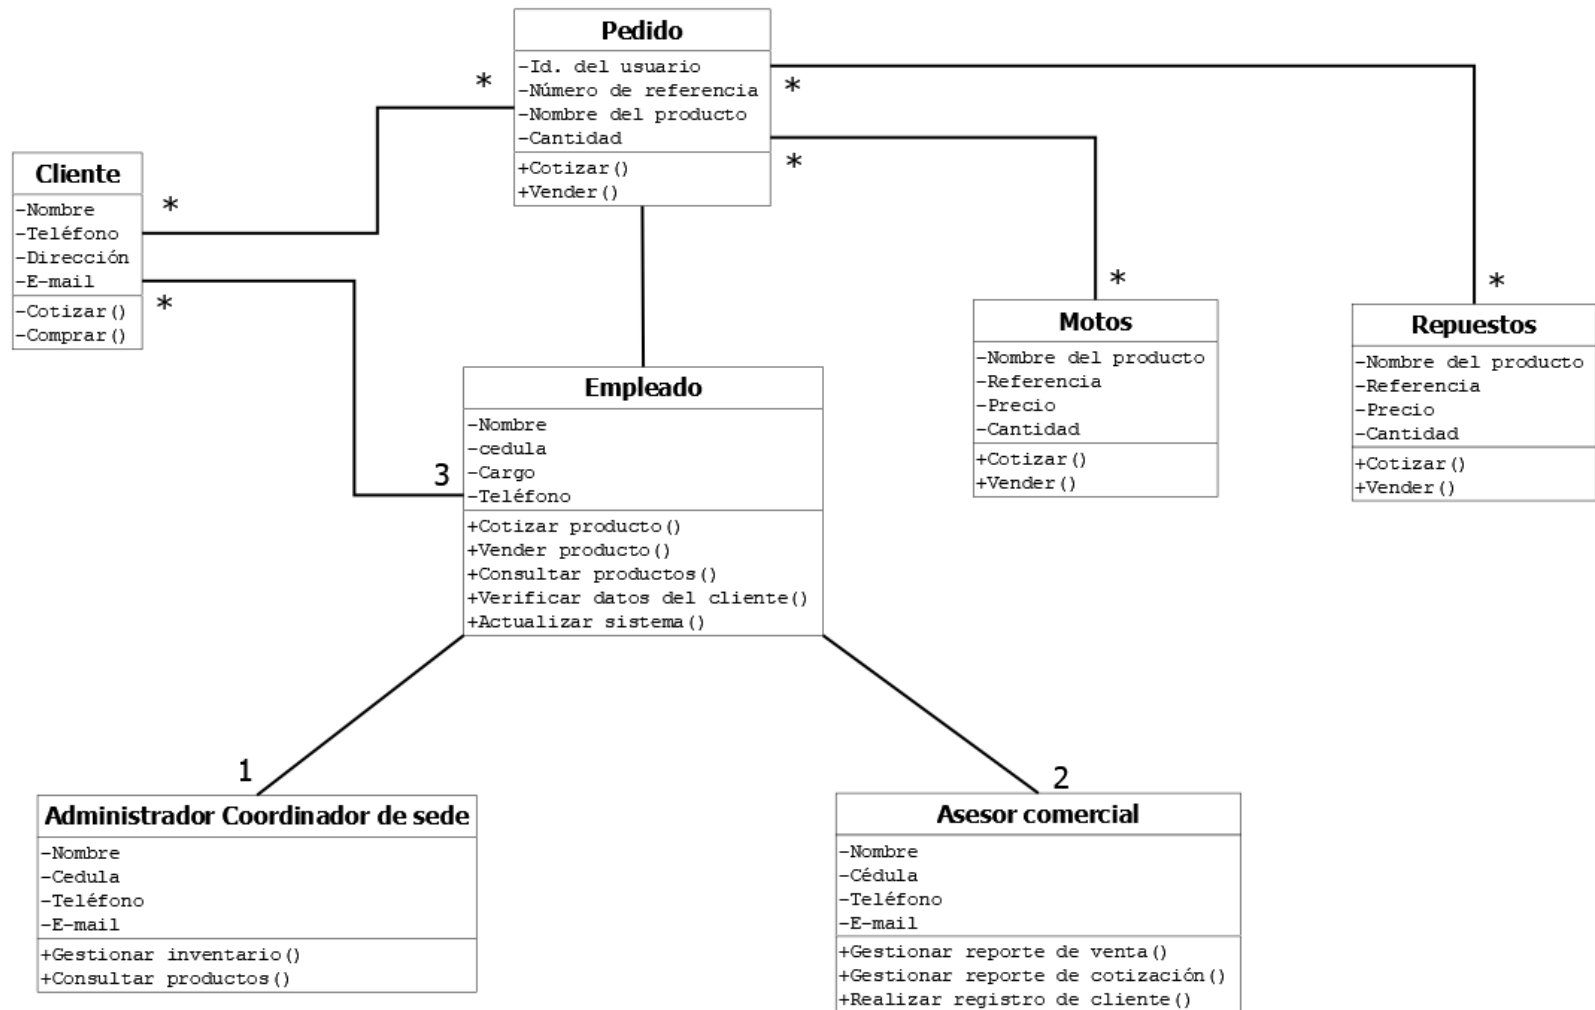 Pedido
-Id. del usuario
-Número de referencia
-Nombre del producto
-Cantidad
+Cotizar()
+Vender()
*
*
*
Cliente
-Nombre
-Teléfono
-Dirección
-E-mail
-Cotizar()
-Comprar()
*
*
*
*
Motos
-Nombre del producto
-Referencia
-Precio
-Cantidad
+Cotizar()
+Vender()
Repuestos
-Nombre del producto
-Referencia
-Precio
-Cantidad
+Cotizar()
+Vender()
Empleado
-Nombre
-cedula
-Cargo
-Teléfono
+Cotizar producto()
+Vender producto()
+Consultar productos()
+Verificar datos del cliente()
+Actualizar sistema()
3
1
2
Administrador Coordinador de sede
-Nombre
-Cedula
-Teléfono
-E-mail
+Gestionar inventario()
+Consultar productos()
Asesor comercial
-Nombre
-Cédula
-Teléfono
-E-mail
+Gestionar reporte de venta()
+Gestionar reporte de cotización()
+Realizar registro de cliente()